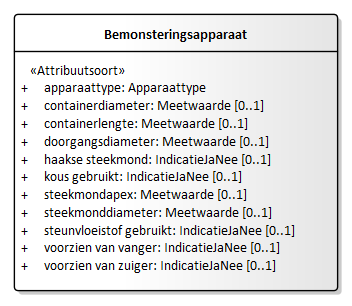 Bemonsteringsapparaat
«Attribuutsoort»
+ apparaattype: Apparaattype
+ containerdiameter: Meetwaarde [0..1]
+ containerlengte: Meetwaarde [0..1]
+ doorgangsdiameter: Meetwaarde [0..1]
+ haakse steekmond: IndicatieJaNee [0..1]
+ kous gebruikt: IndicatieJaNee [0..1]
+ steekmondapex: Meetwaarde [0..1]
+ steekmonddiameter: Meetwaarde [0..1]
+ steunvloeistof gebruikt: IndicatieJaNee [0..1]
+ voorzien van vanger: IndicatieJaNee [0..1]
+ voorzien van zuiger: IndicatieJaNee [0..1]